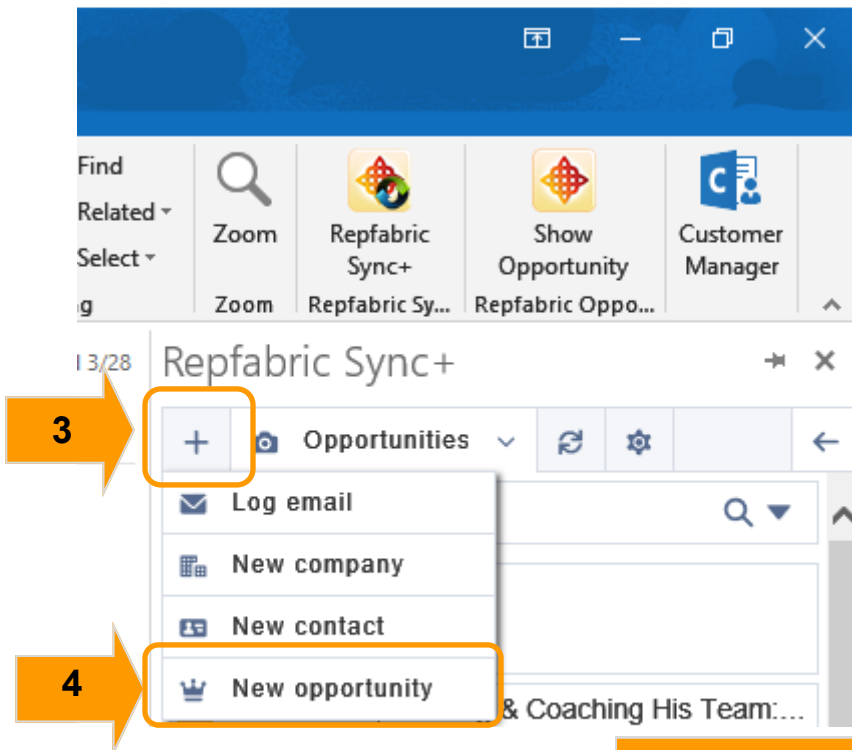 Find
Related
Select
Zoom
Repfabric
Sync+
Show
Opportunity
Customer
Manager
g
Zoom
Repfabric Sy...
Repfabric Oppo...
3/28
Repfabric Sync+
3
+
Opportunities
Log email
New company
New contact
4
New opportunity
& Coaching His Team:...